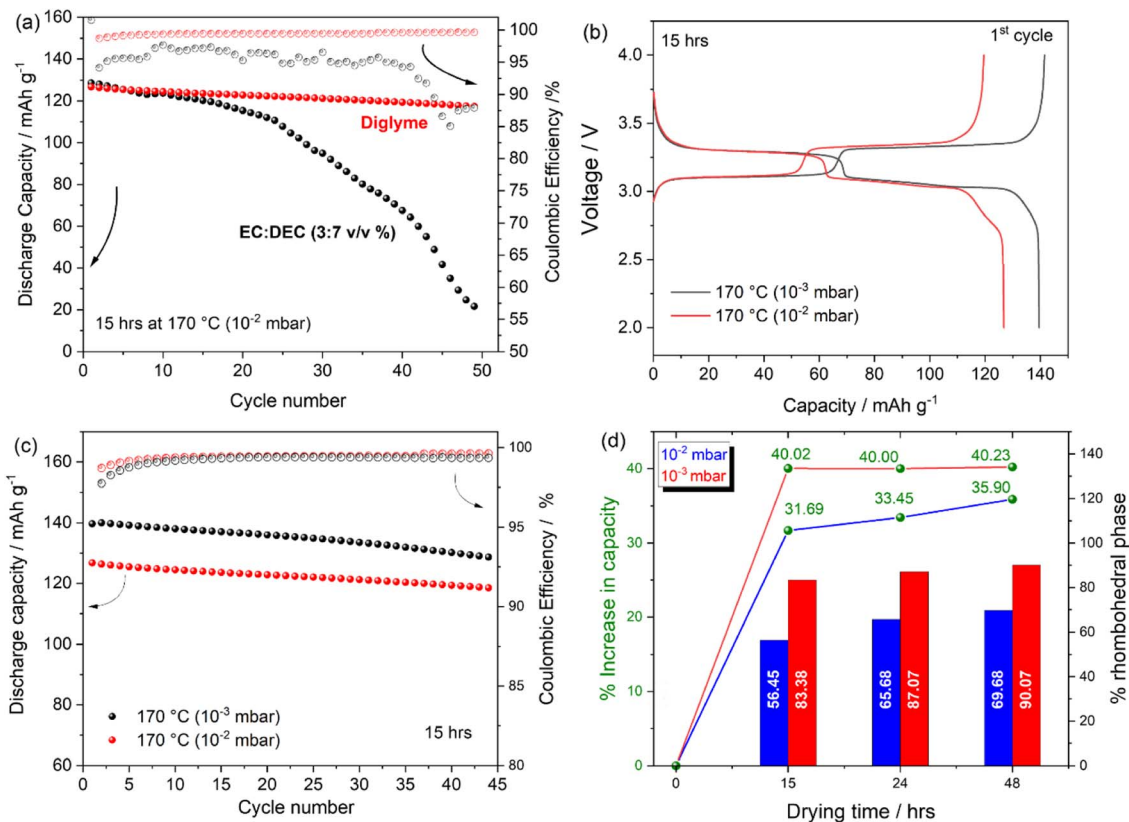 (a)
160
140
120
100
80
60
40
20
0
Discharge Capacity / mAh g⁻¹
100
95
90
85
80
75
70
65
60
55
50
Coulombic Efficiency /%
Diglyme
EC:DEC (3:7 v/v %)
15 hrs at 170 °C (10⁻² mbar)
0 10 20 30 40 50
Cycle number
(b)
15 hrs
1ˢᵗ cycle
4.0
3.5
3.0
2.5
2.0
Voltage / V
170 °C (10⁻³ mbar)
170 °C (10⁻² mbar)
0 20 40 60 80 100 120 140
Capacity / mAh g⁻¹
(c)
160
140
120
100
80
60
Discharge capacity / mAh g⁻¹
100
95
90
85
80
Coulombic Efficiency / %
170 °C (10⁻³ mbar)
170 °C (10⁻² mbar)
15 hrs
0 5 10 15 20 25 30 35 40 45
Cycle number
(d)
10⁻² mbar
10⁻³ mbar
40
30
20
10
0
% Increase in capacity
140
120
100
80
60
40
20
0
% rhombohedral phase
40.02 40.00 40.23
31.69 33.45 35.90
56.45 83.38 65.68 87.07 69.68 90.07
0 15 24 48
Drying time / hrs